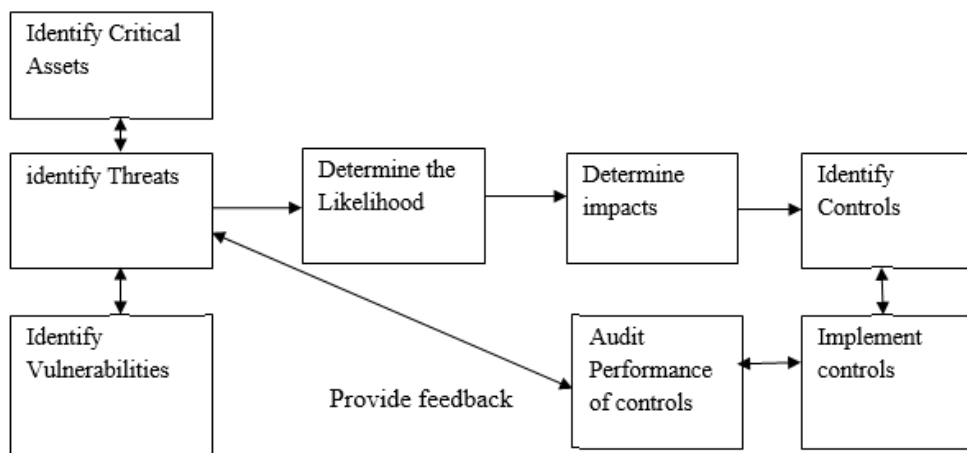 Identify Critical
Assets
identify Threats
Determine the
Likelihood
Determine
impacts
Identify
Controls
Identify
Vulnerabilities
Provide feedback
Audit
Performance
of controls
Implement
controls